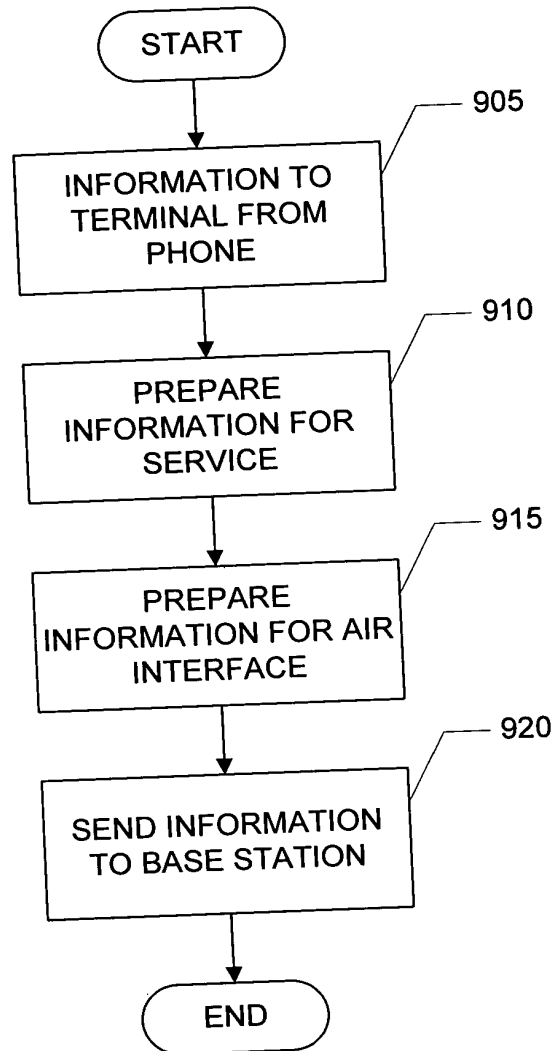 START
905
INFORMATION TO
TERMINAL FROM
PHONE
910
PREPARE
INFORMATION FOR
SERVICE
915
PREPARE
INFORMATION FOR AIR
INTERFACE
920
SEND INFORMATION
TO BASE STATION
END